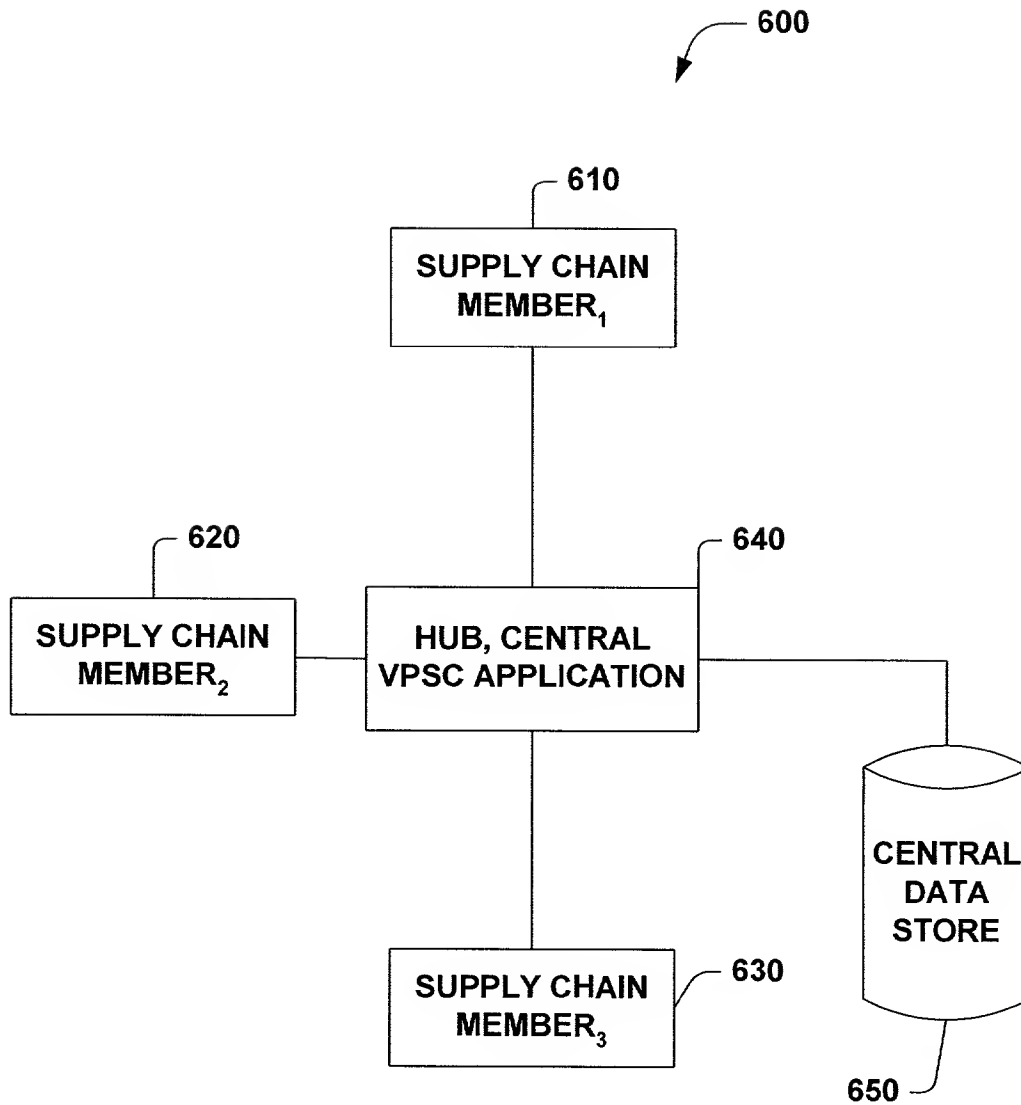 600
610
SUPPLY CHAIN
MEMBER₁
620
640
SUPPLY CHAIN
MEMBER₂
HUB, CENTRAL
VPSC APPLICATION
CENTRAL
DATA
STORE
630
SUPPLY CHAIN
MEMBER₃
650